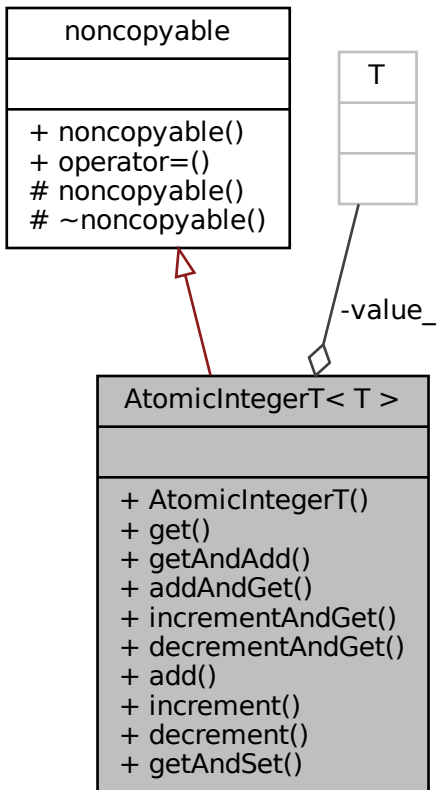 noncopyable
+ noncopyable()
+ operator=()
# noncopyable()
# ~noncopyable()
T
-value_
AtomicIntegerT< T >
+ AtomicIntegerT()
+ get()
+ getAndAdd()
+ addAndGet()
+ incrementAndGet()
+ decrementAndGet()
+ add()
+ increment()
+ decrement()
+ getAndSet()